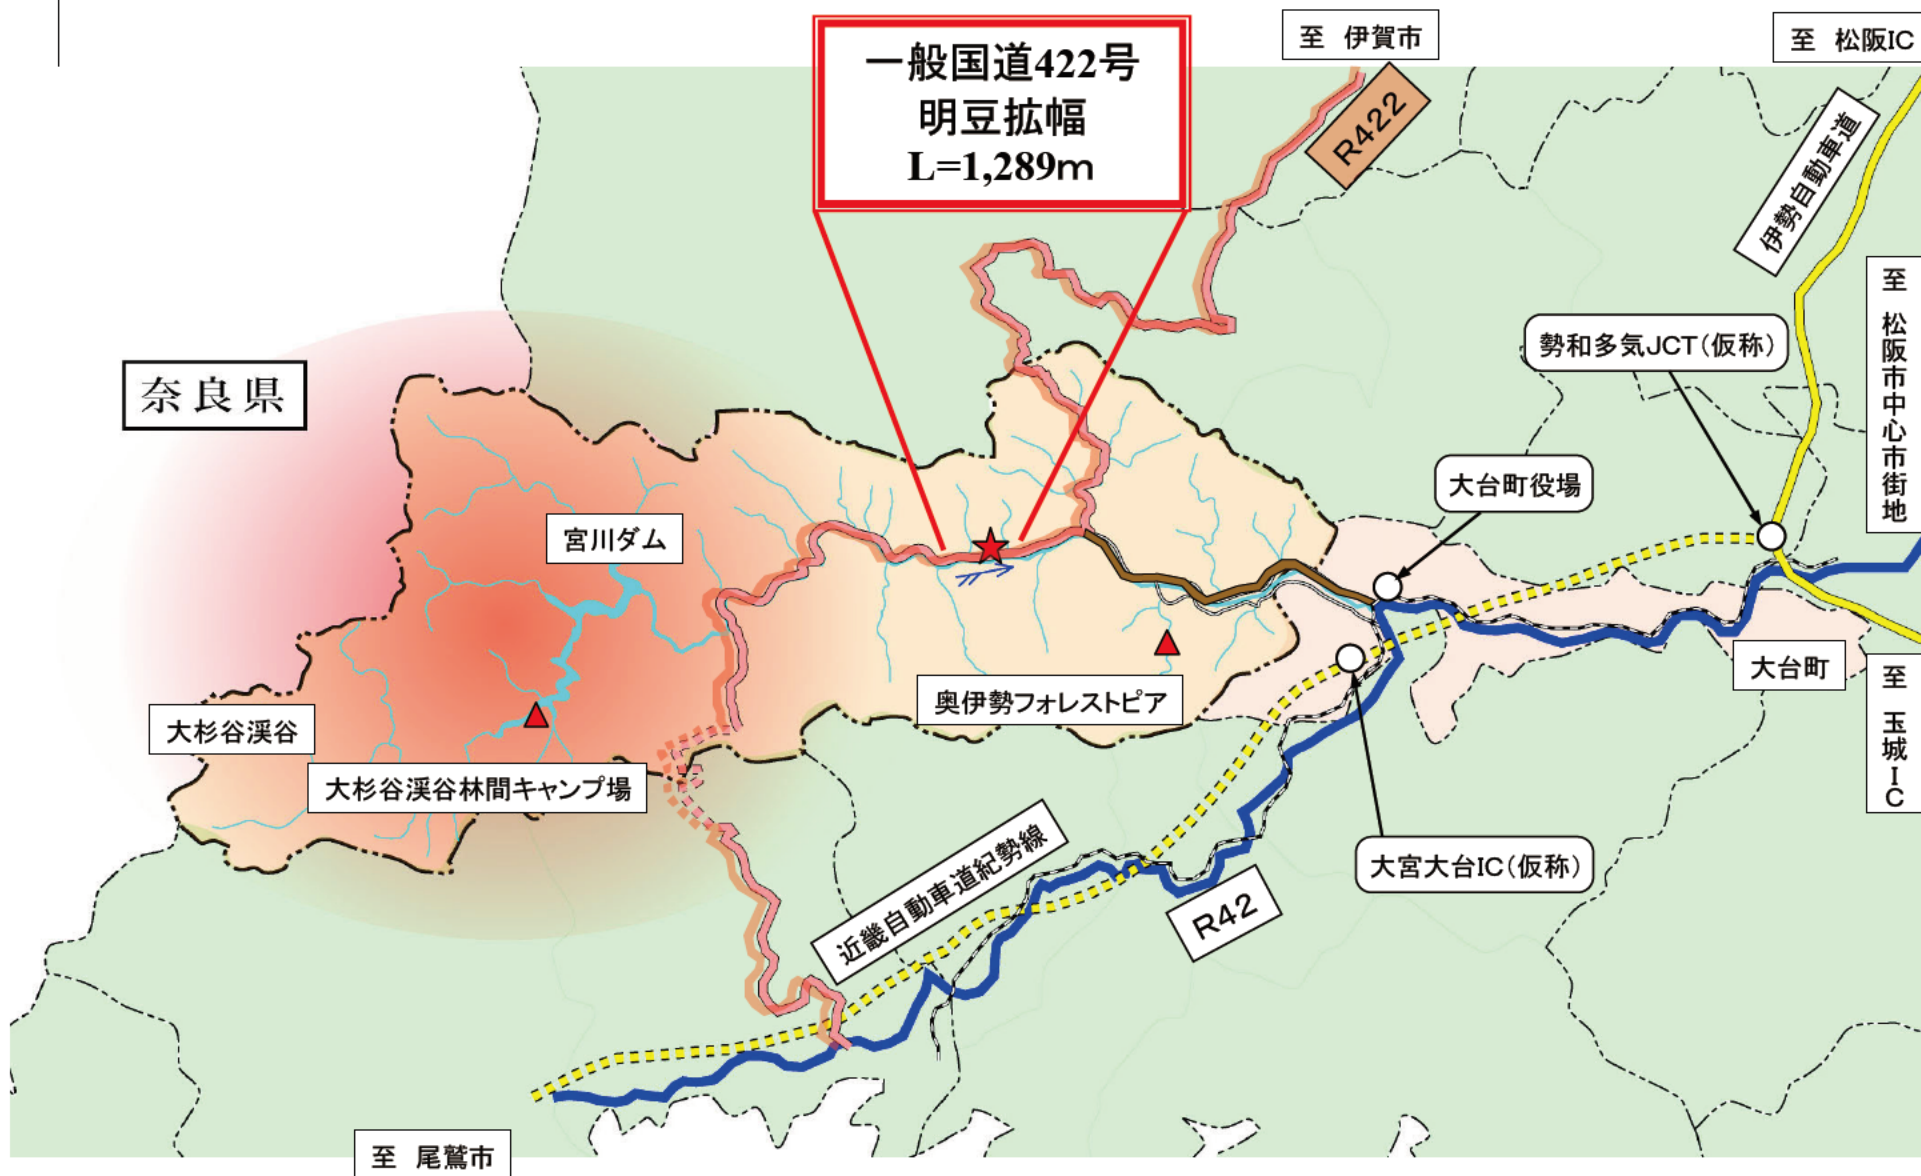 至 伊賀市
至 松阪IC
一般国道422号
明豆拡幅
L=1,289m
R422
伊勢自動車道
至 松阪市中心市街地
勢和多気JCT(仮称)
奈良県
大台町役場
宮川ダム
大台町
奥伊勢フォレストピア
至 玉城IC
大杉谷渓谷
大杉谷渓谷林間キャンプ場
近畿自動車道紀勢線
大宮大台IC(仮称)
R42
至 尾鷲市